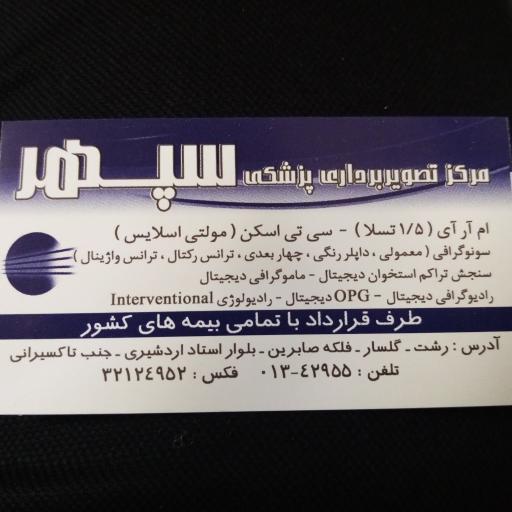 مرکز تصویربرداری پزشکی سپهر
ام آر آی ( ۱/۵ تسلا ) - سی تی اسکن ( مولتی اسلایس )
سونوگرافی ( معمولی ، داپلر رنگی ، چهار بعدی ، ترانس رکتال ، ترانس واژینال )
سنجش تراکم استخوان دیجیتال - ماموگرافی دیجیتال
رادیوگرافی دیجیتال - OPG دیجیتال - رادیولوژی Interventional
طرف قرارداد با تمامی بیمه های کشور
آدرس : رشت ـ گلسار ـ فلکه صابرین ـ بلوار استاد اردشیری ـ جنب تاکسیرانی
تلفن : ۴۲۹۵۵-۰۱۳ فکس : ۳۲۱۲۴۹۵۲